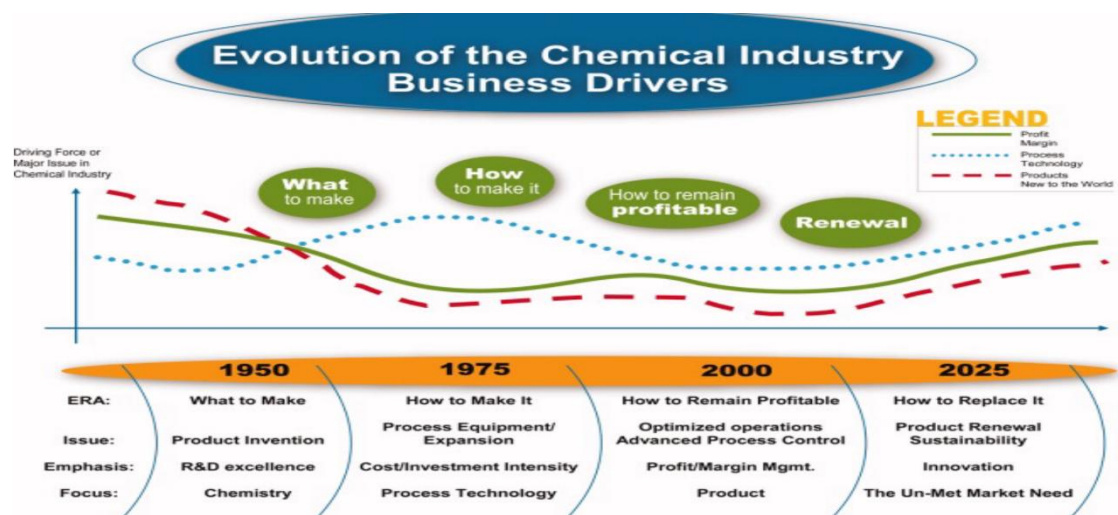 Evolution of the Chemical Industry
Business Drivers
LEGEND
Profit
Margin
Process
Technology
Products
New to the World
Driving Force or
Major Issue in
Chemical Industry
What
to make
How
to make it
How to remain
profitable
Renewal
1950 1975 2000 2025
ERA: What to Make How to Make It How to Remain Profitable How to Replace It
Issue: Product Invention Process Equipment/
Expansion Optimized operations
Advanced Process Control Product Renewal
Sustainability
Emphasis: R&D excellence Cost/Investment Intensity Profit/Margin Mgmt. Innovation
Focus: Chemistry Process Technology Product The Un-Met Market Need